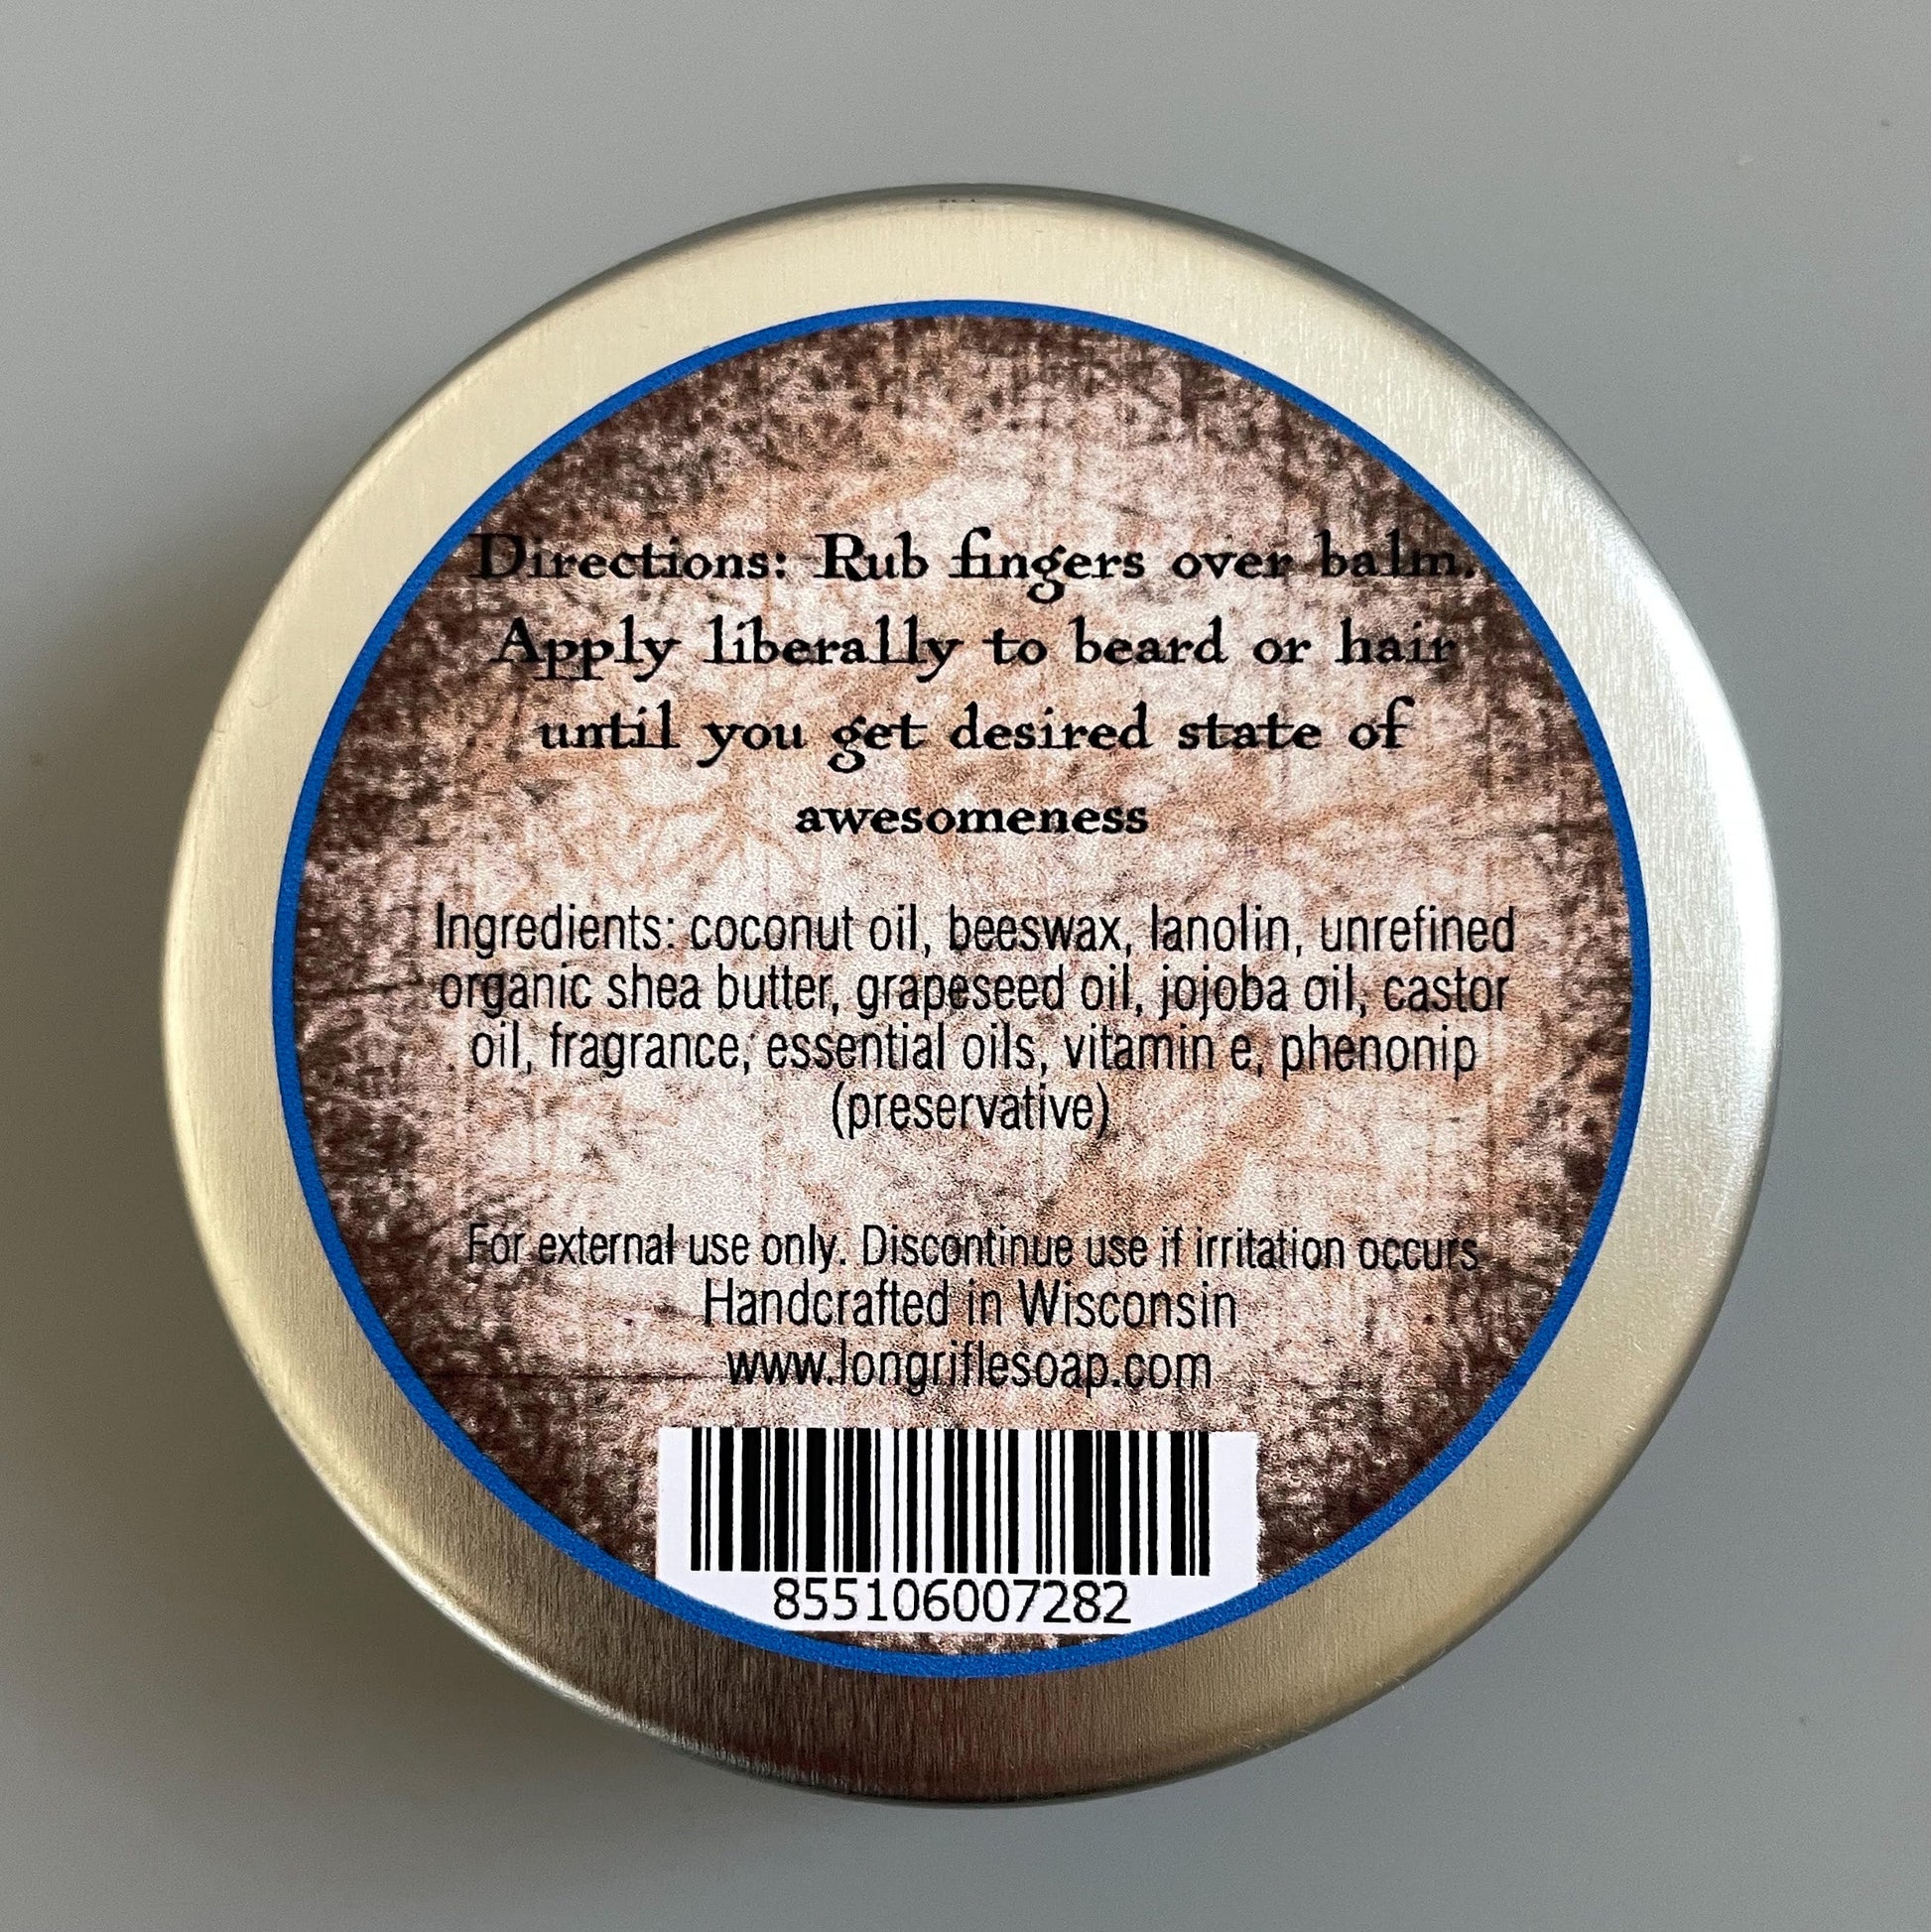 Directions: Rub fingers over balm.
Apply liberally to beard or hair
until you get desired state of
awesomeness
Ingredients: coconut oil, beeswax, lanolin, unrefined
organic shea butter, grapeseed oil, jojoba oil, castor
oil, fragrance, essential oils, vitamin e, phenonip
(preservative)
For external use only. Discontinue use if irritation occurs
Handcrafted in Wisconsin
www.longriflesoap.com
855106007282